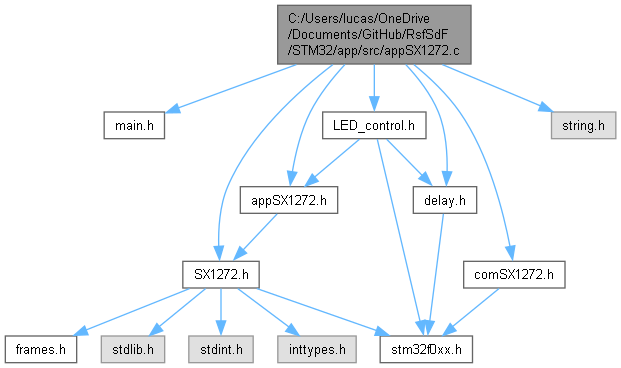 C:/Users/lucas/OneDrive
/Documents/GitHub/RsfSdF
/STM32/app/src/appSX1272.c
main.h
LED_control.h
string.h
appSX1272.h
delay.h
SX1272.h
comSX1272.h
frames.h
stdlib.h
stdint.h
inttypes.h
stm32f0xx.h